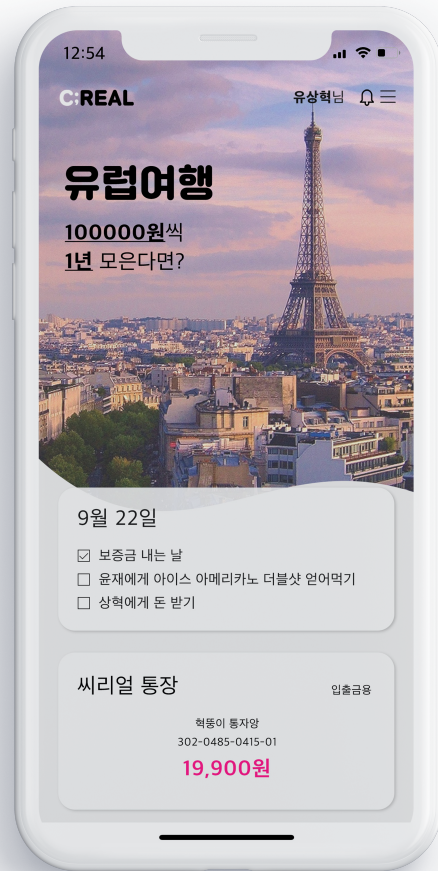 12:54
C;REAL
유상혁님
유럽여행
100000원씩
1년 모은다면?
9월 22일
보증금 내는 날
윤재에게 아이스 아메리카노 더블샷 얻어먹기
상혁에게 돈 받기
씨리얼 통장
입출금용
혁뚱이 통자앙
302-0485-0415-01
19,900원